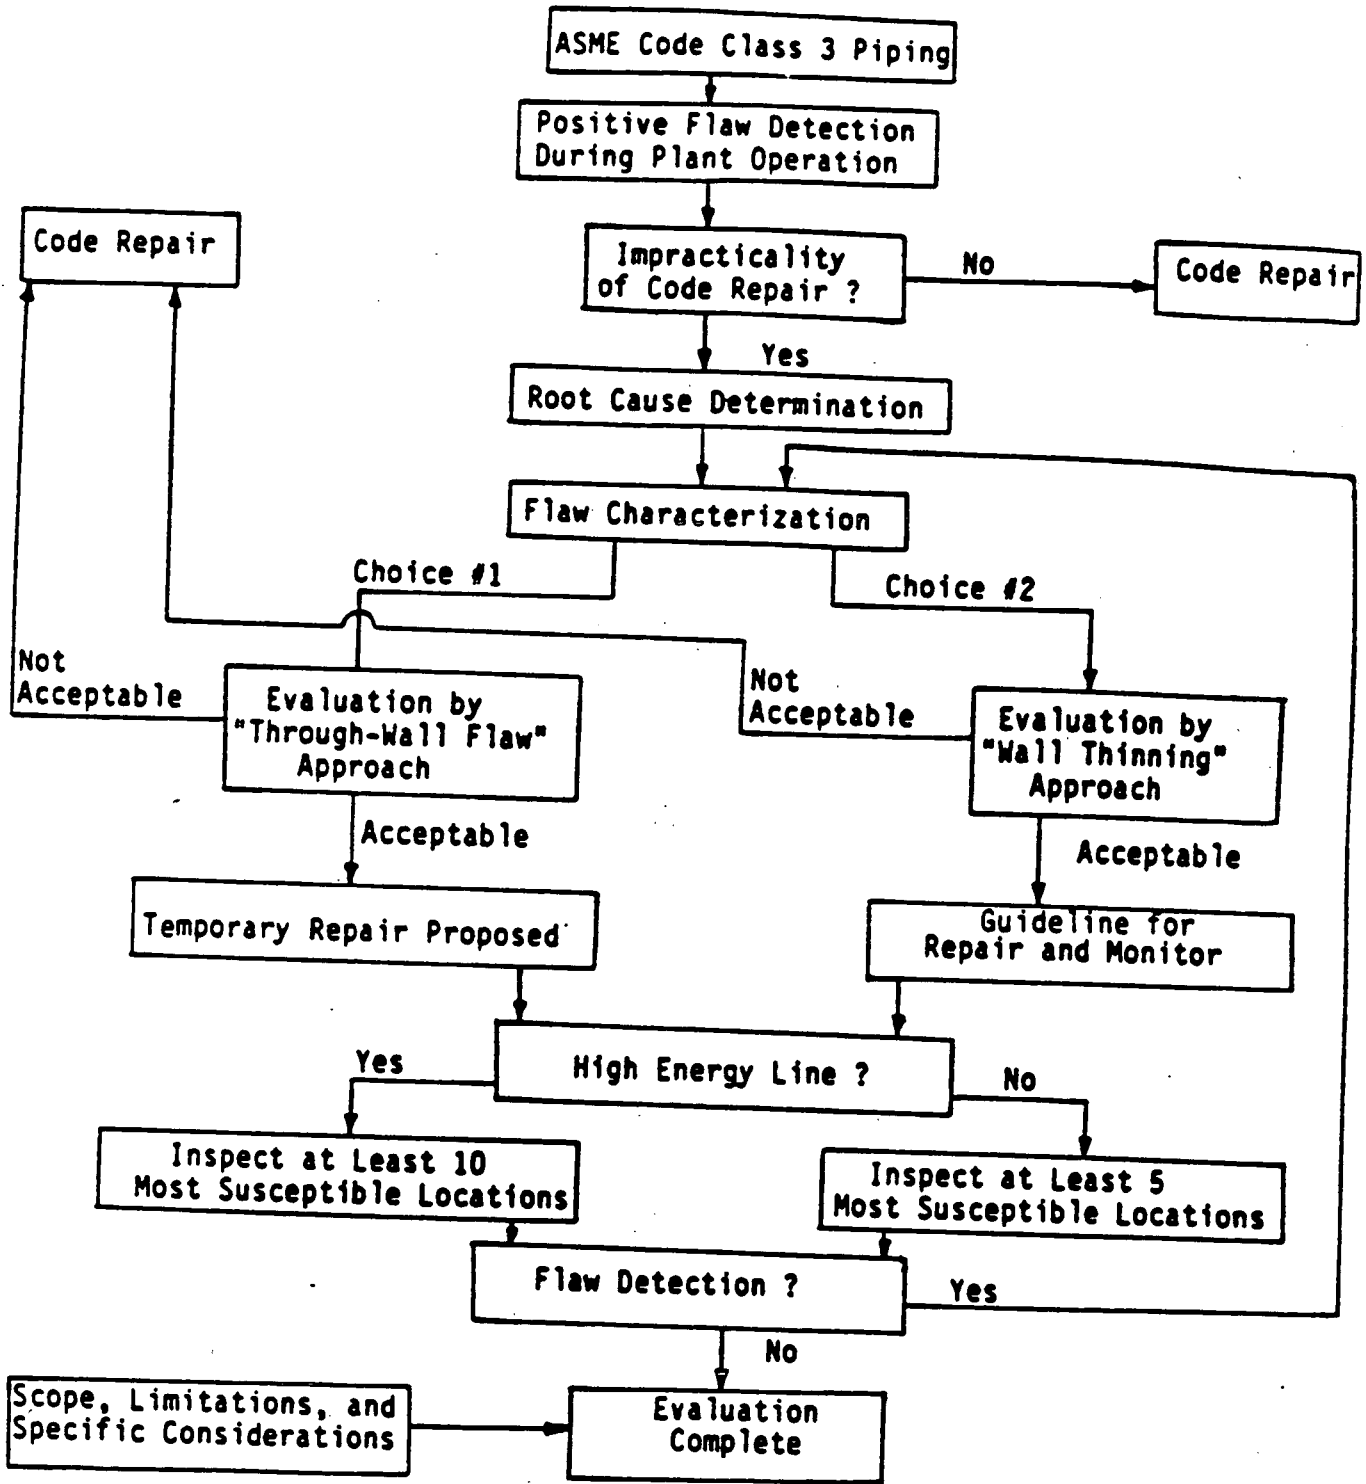 ASME Code Class 3 Piping
Positive Flaw Detection
During Plant Operation
Code Repair
Impracticality
of Code Repair ?
No
Code Repair
Yes
Root Cause Determination
Flaw Characterization
Choice #1
Choice #2
Not
Acceptable
Evaluation by
"Through-Wall Flaw"
Approach
Not
Acceptable
Evaluation by
"Wall Thinning"
Approach
Acceptable
Acceptable
Temporary Repair Proposed
Guideline for
Repair and Monitor
High Energy Line ?
Yes
No
Inspect at Least 10
Most Susceptible Locations
Inspect at Least 5
Most Susceptible Locations
Flaw Detection ?
Yes
No
Scope, Limitations, and
Specific Considerations
Evaluation
Complete